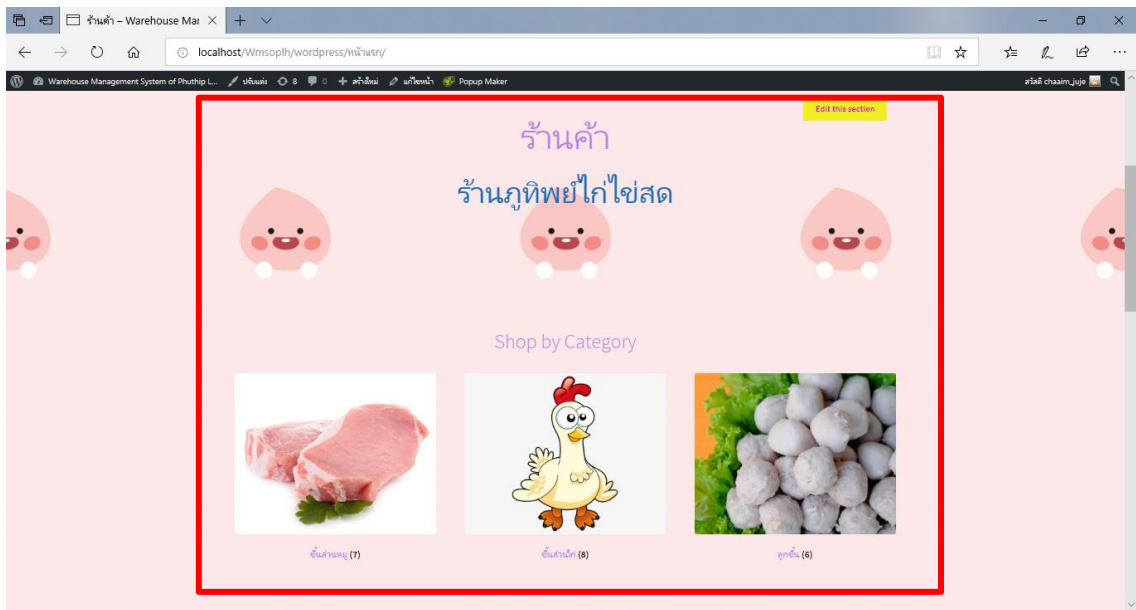 ร้านค้า – Warehouse Mar
localhost/Wmsoplh/wordpress/หน้าแรก/
Warehouse Management System of Phuthip L... ปรับแต่ง 8 0 สร้างใหม่ แก้ไขหน้า Popup Maker สวัสดี chaaim_juje
Edit this section
ร้านค้า
ร้านภูทิพย์ไก่ไข่สด
Shop by Category
ชิ้นส่วนหมู (7)
ชิ้นส่วนไก่ (8)
ลูกชิ้น (6)